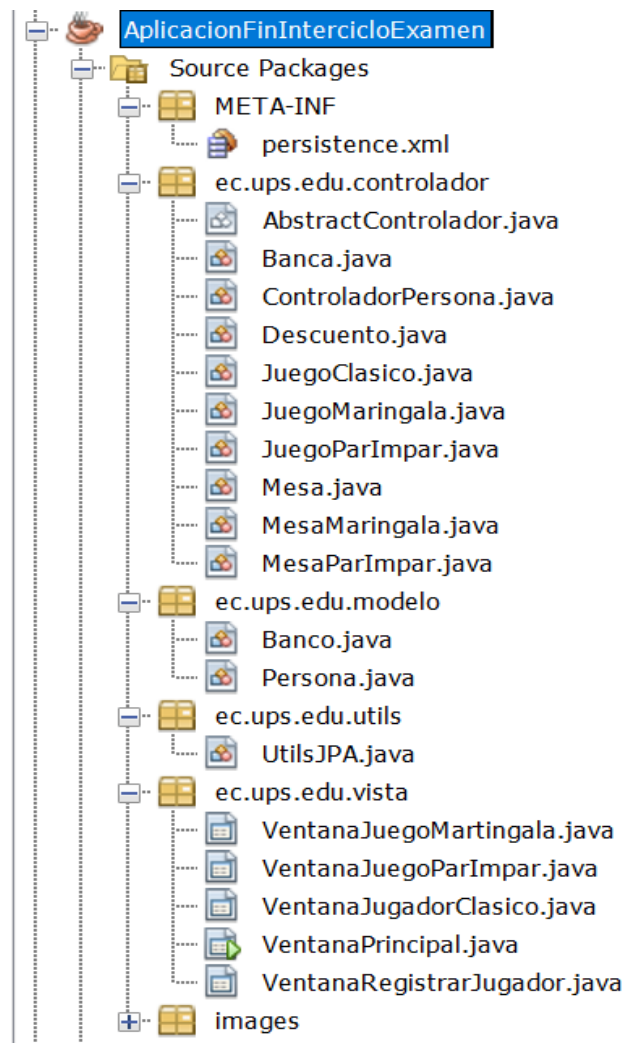 AplicacionFinIntercicloExamen
Source Packages
META-INF
persistence.xml
ec.ups.edu.controlador
AbstractControlador.java
Banca.java
ControladorPersona.java
Descuento.java
JuegoClasico.java
JuegoMaringala.java
JuegoParImpar.java
Mesa.java
MesaMaringala.java
MesaParImpar.java
ec.ups.edu.modelo
Banco.java
Persona.java
ec.ups.edu.utils
UtilsJPA.java
ec.ups.edu.vista
VentanaJuegoMartingala.java
VentanaJuegoParImpar.java
VentanaJugadorClasico.java
VentanaPrincipal.java
VentanaRegistrarJugador.java
images